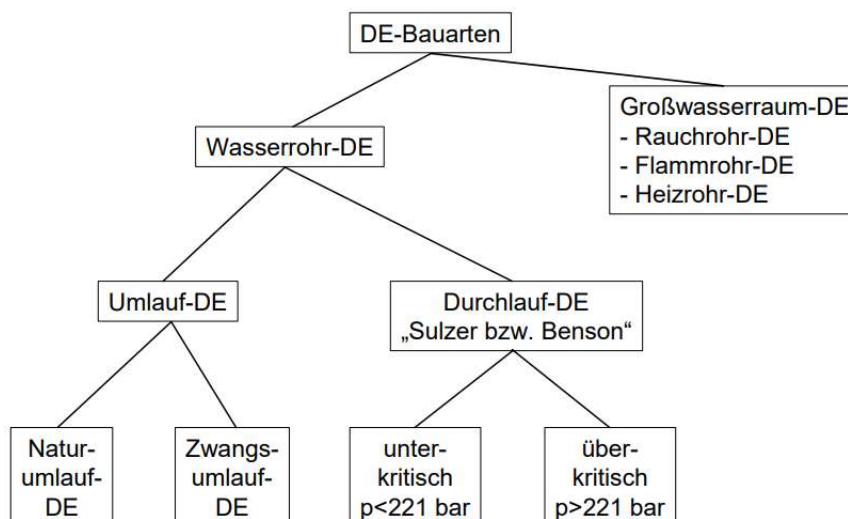 DE-Bauarten
Großwasserraum-DE
- Rauchrohr-DE
- Flammrohr-DE
- Heizrohr-DE
Wasserrohr-DE
Umlauf-DE
Durchlauf-DE
„Sulzer bzw. Benson“
Natur-
umlauf-
DE
Zwangs-
umlauf-
DE
unter-
kritisch
p<221 bar
über-
kritisch
p>221 bar